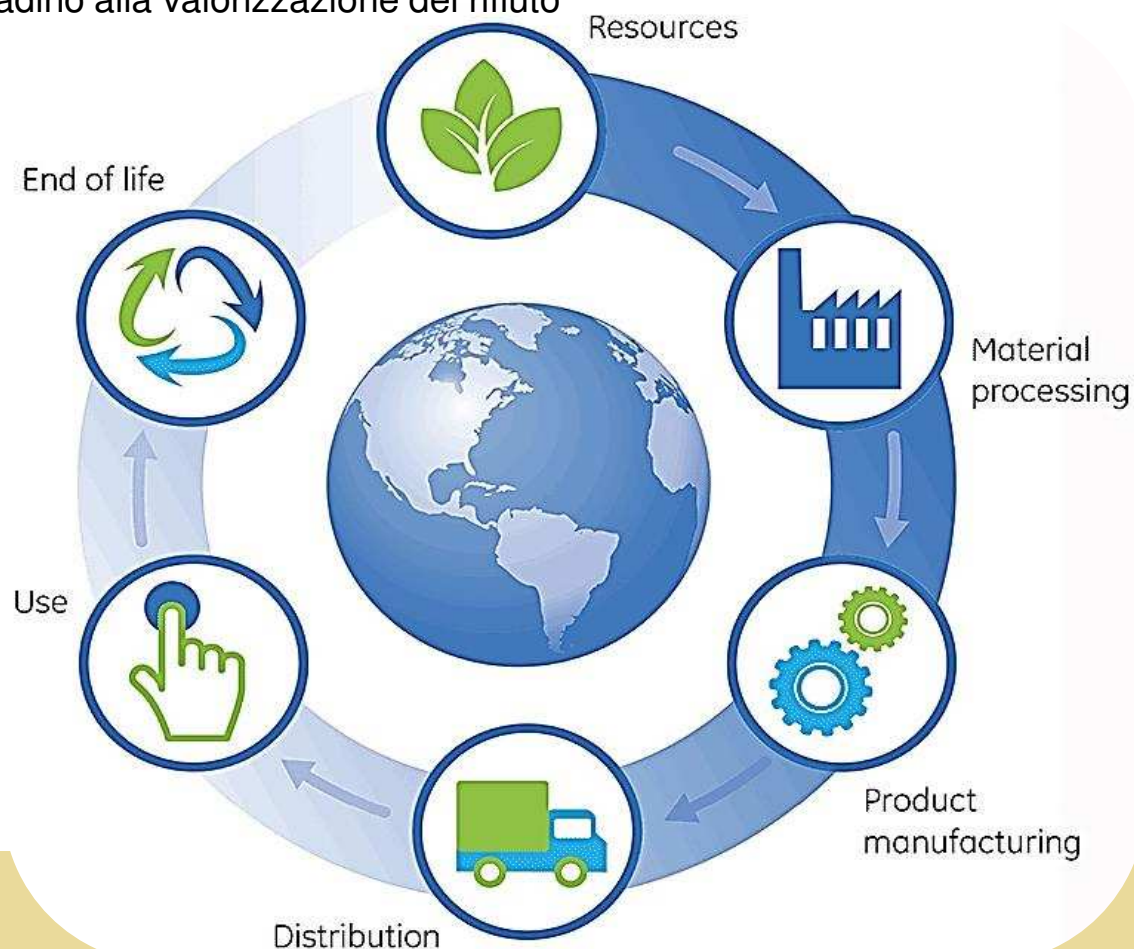 alla valorizzazione del rifiuto
Resources
End of life
Material
processing
Use
Product
manufacturing
Distribution